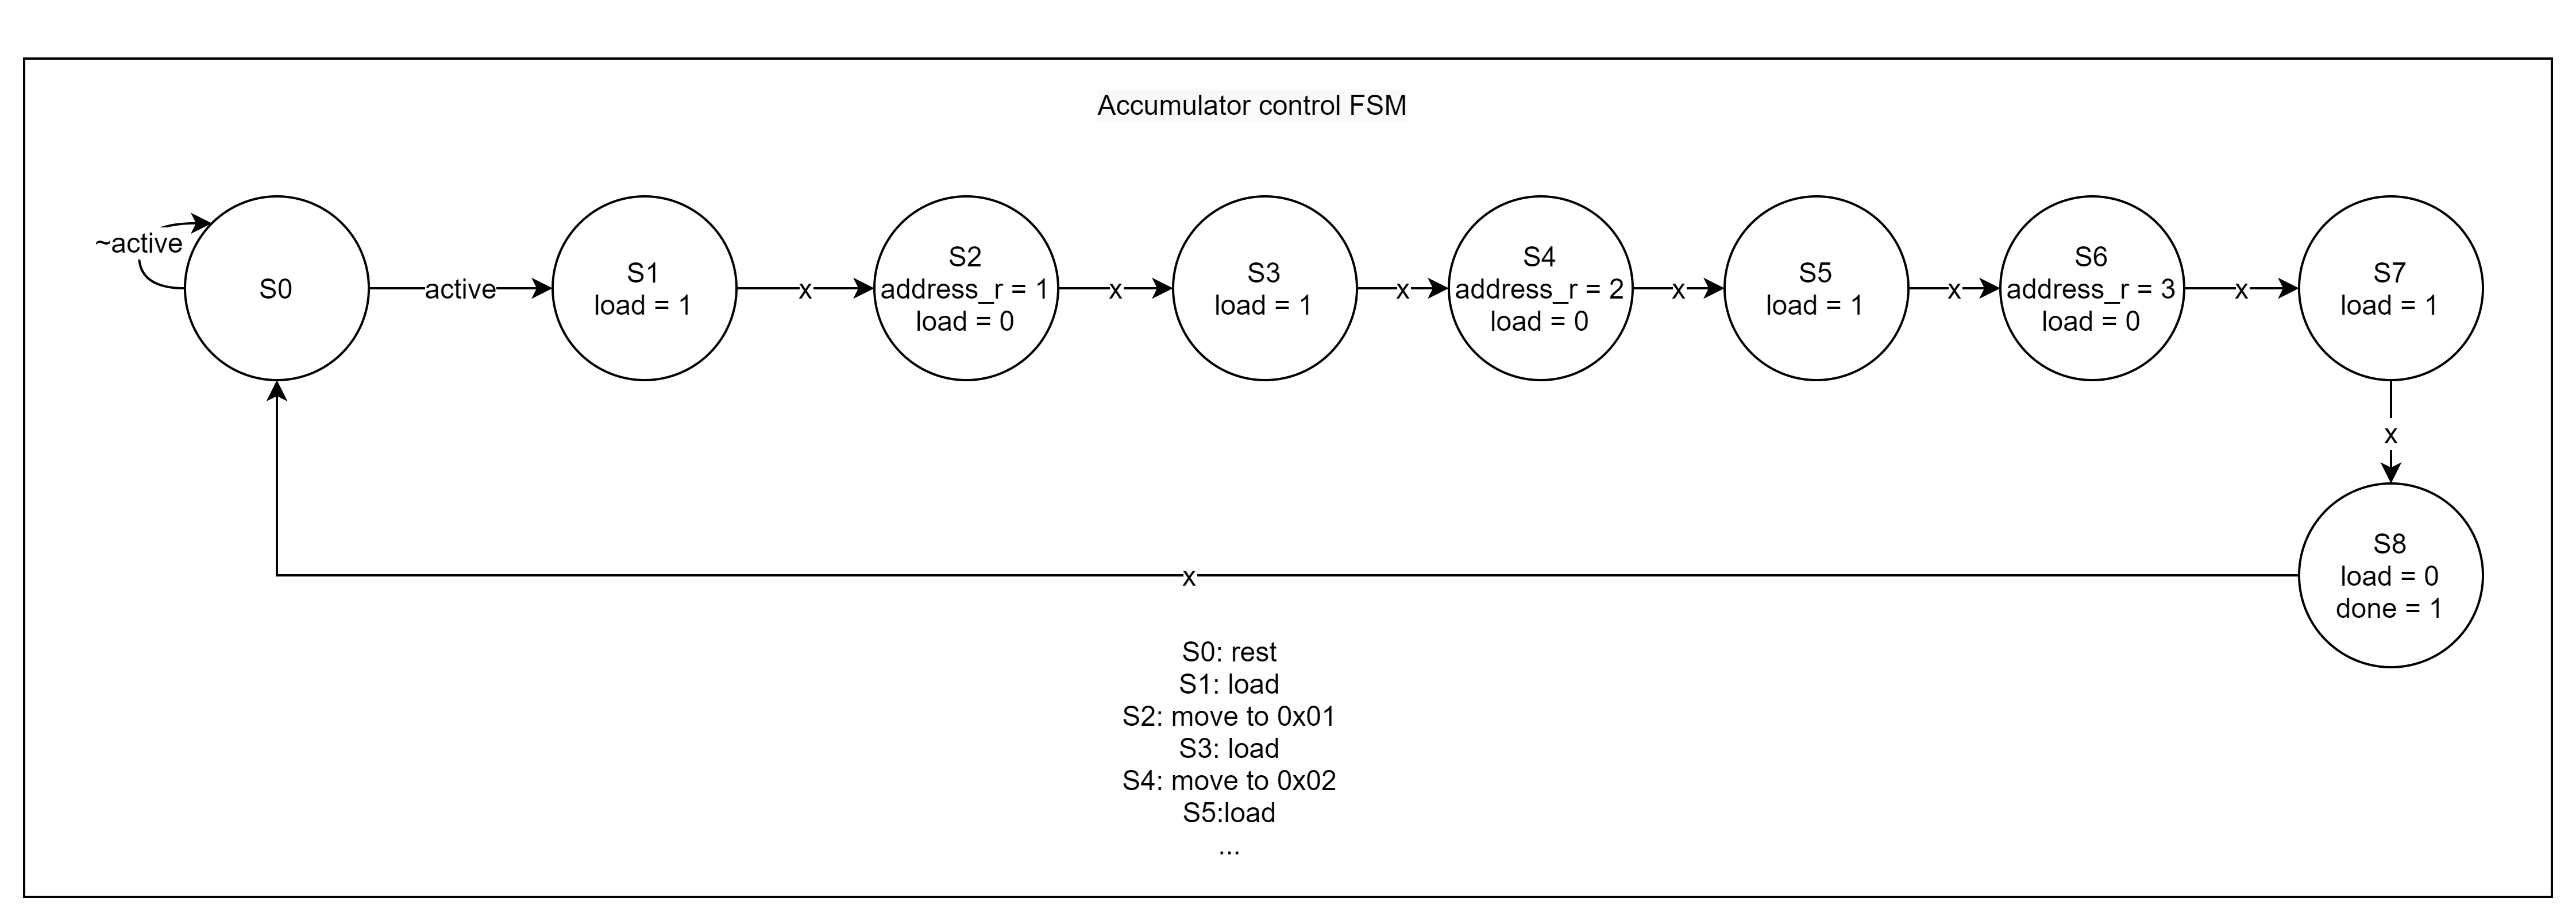 Accumulator control FSM
~active
S0
active
S1
load = 1
x
S2
address_r = 1
load = 0
x
S3
load = 1
x
S4
address_r = 2
load = 0
x
S5
load = 1
x
S6
address_r = 3
load = 0
x
S7
load = 1
x
S8
load = 0
done = 1
x
S0: rest
S1: load
S2: move to 0x01
S3: load
S4: move to 0x02
S5:load
...